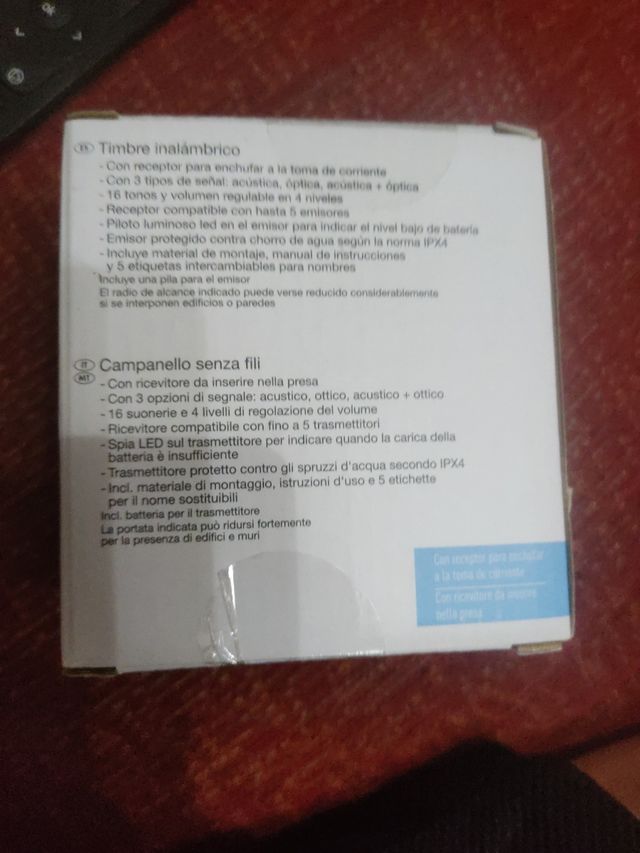 ES Timbre inalámbrico
- Con receptor para enchufar a la toma de corriente
- Con 3 tipos de señal: acústica, óptica, acústica + óptica
- 16 tonos y volumen regulable en 4 niveles
- Receptor compatible con hasta 5 emisores
- Piloto luminoso led en el emisor para indicar el nivel bajo de batería
- Emisor protegido contra chorro de agua según la norma IPX4
- Incluye material de montaje, manual de instrucciones
y 5 etiquetas intercambiables para nombres
Incluye una pila para el emisor
El radio de alcance indicado puede verse reducido considerablemente
si se interponen edificios o paredes
IT Campanello senza fili
MT
- Con ricevitore da inserire nella presa
- Con 3 opzioni di segnale: acustico, ottico, acustico + ottico
- 16 suonerie e 4 livelli di regolazione del volume
- Ricevitore compatibile con fino a 5 trasmettitori
- Spia LED sul trasmettitore per indicare quando la carica della
batteria è insufficiente
- Trasmettitore protetto contro gli spruzzi d'acqua secondo IPX4
- Incl. materiale di montaggio, istruzioni d'uso e 5 etichette
per il nome sostituibili
Incl. batteria per il trasmettitore
La portata indicata può ridursi fortemente
per la presenza di edifici e muri
Con receptor para enchufar
a la toma de corriente
Con ricevitore da inserire
nella presa